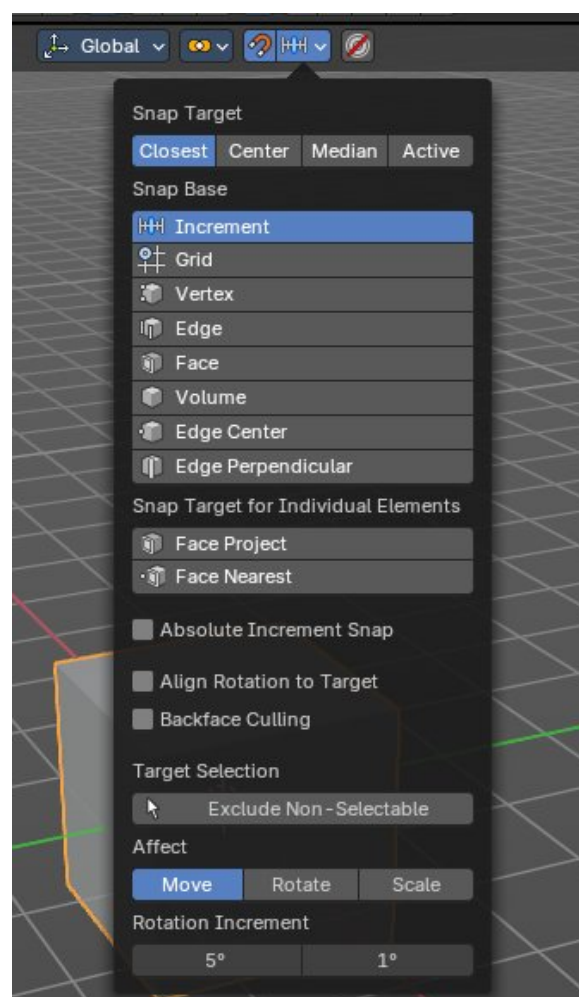 Global
Snap Target
Closest Center Median Active
Snap Base
Increment
Grid
Vertex
Edge
Face
Volume
Edge Center
Edge Perpendicular
Snap Target for Individual Elements
Face Project
Face Nearest
Absolute Increment Snap
Align Rotation to Target
Backface Culling
Target Selection
Exclude Non-Selectable
Affect
Move Rotate Scale
Rotation Increment
5° 1°